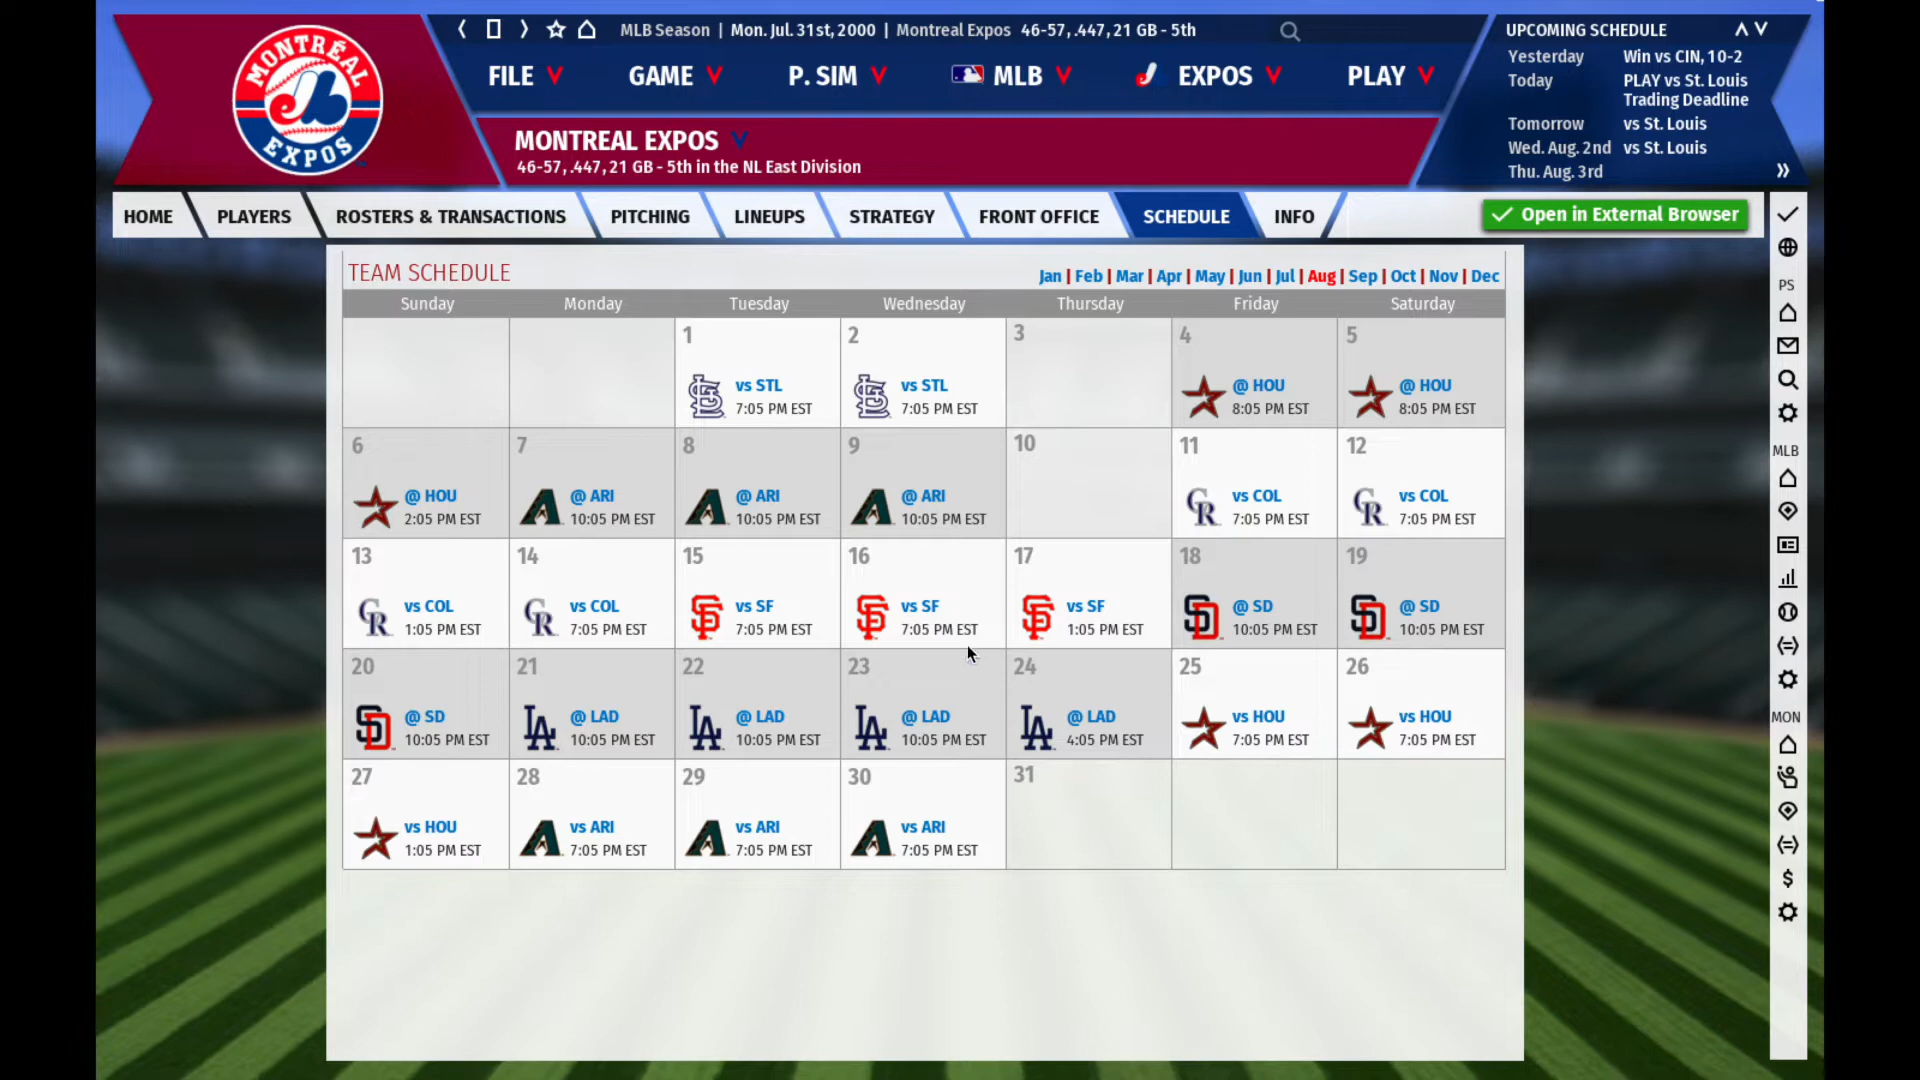 MONTRÉAL EXPOS
MLB Season | Mon. Jul. 31st, 2000 | Montreal Expos 46-57, .447, 21 GB - 5th
FILE GAME P. SIM MLB EXPOS PLAY
MONTREAL EXPOS
46-57, .447, 21 GB - 5th in the NL East Division
UPCOMING SCHEDULE
Yesterday Win vs CIN, 10-2
Today PLAY vs St. Louis
Trading Deadline
Tomorrow vs St. Louis
Wed. Aug. 2nd vs St. Louis
Thu. Aug. 3rd
HOME PLAYERS ROSTERS & TRANSACTIONS PITCHING LINEUPS STRATEGY FRONT OFFICE SCHEDULE INFO
Open in External Browser
TEAM SCHEDULE
Jan | Feb | Mar | Apr | May | Jun | Jul | Aug | Sep | Oct | Nov | Dec
Sunday Monday Tuesday Wednesday Thursday Friday Saturday
1 2 3 4 5
vs STL vs STL @ HOU @ HOU
7:05 PM EST 7:05 PM EST 8:05 PM EST 8:05 PM EST
6 7 8 9 10 11 12
@ HOU @ ARI @ ARI @ ARI vs COL vs COL
2:05 PM EST 10:05 PM EST 10:05 PM EST 10:05 PM EST 7:05 PM EST 7:05 PM EST
13 14 15 16 17 18 19
vs COL vs COL vs SF vs SF vs SF @ SD @ SD
1:05 PM EST 7:05 PM EST 7:05 PM EST 7:05 PM EST 1:05 PM EST 10:05 PM EST 10:05 PM EST
20 21 22 23 24 25 26
@ SD @ LAD @ LAD @ LAD @ LAD vs HOU vs HOU
10:05 PM EST 10:05 PM EST 10:05 PM EST 10:05 PM EST 4:05 PM EST 7:05 PM EST 7:05 PM EST
27 28 29 30 31
vs HOU vs ARI vs ARI vs ARI
1:05 PM EST 7:05 PM EST 7:05 PM EST 7:05 PM EST
PS
MLB
MON
$